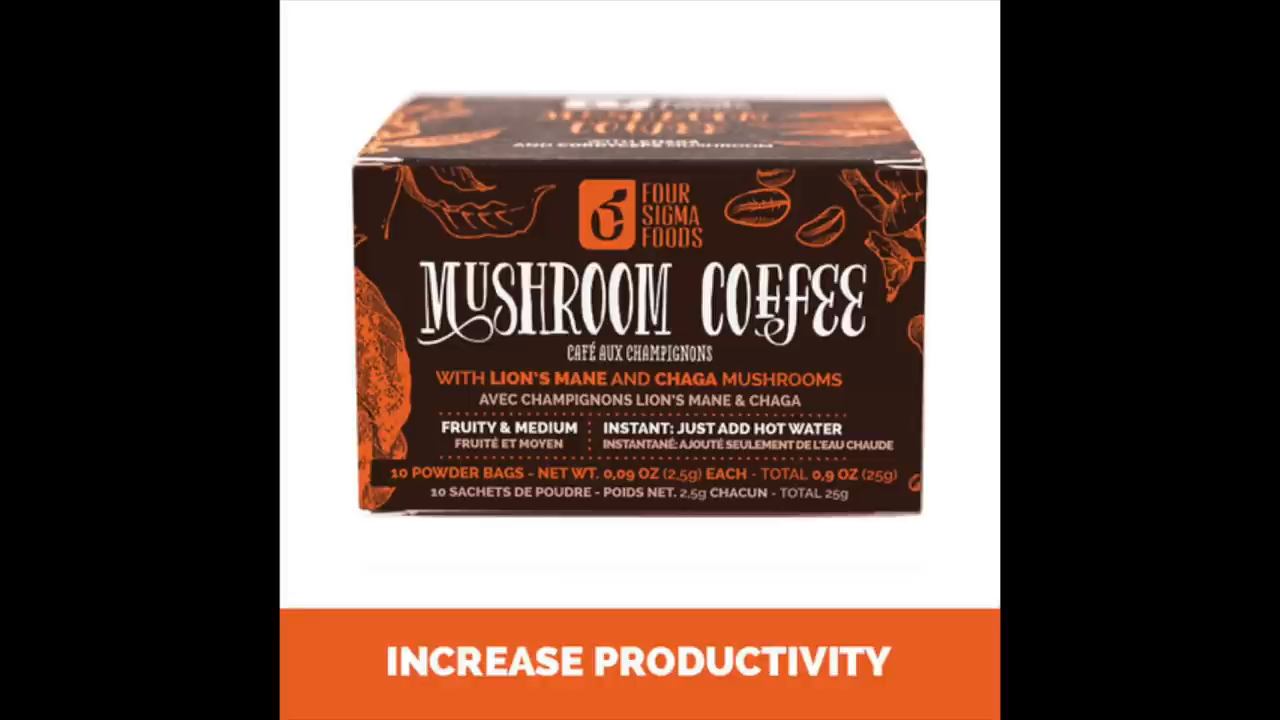 MUSHROOM
COFFEE
FOUR
SIGMA
FOODS
MUSHROOM COFFEE
CAFÉ AUX CHAMPIGNONS
WITH LION'S MANE AND CHAGA MUSHROOMS
AVEC CHAMPIGNONS LION'S MANE & CHAGA
FRUITY & MEDIUM
FRUITÉ ET MOYEN
INSTANT: JUST ADD HOT WATER
INSTANTANÉ: AJOUTÉ SEULEMENT DE L'EAU CHAUDE
10 POWDER BAGS - NET WT. 0,09 OZ (2,5g) EACH - TOTAL 0,9 OZ (25g)
10 SACHETS DE POUDRE - POIDS NET. 2,5g CHACUN - TOTAL 25g
INCREASE PRODUCTIVITY